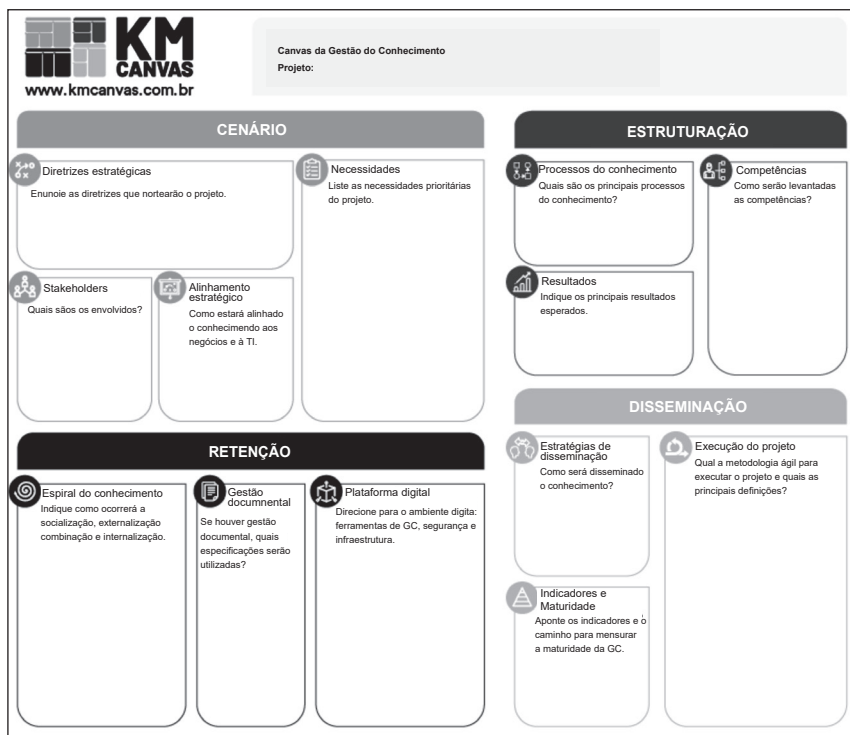 KM
CANVAS
www.kmcanvas.com.br
Canvas da Gestão do Conhecimento
Projeto:
CENÁRIO
Diretrizes estratégicas
Enunoie as diretrizes que nortearão o projeto.
Necessidades
Liste as necessidades prioritárias
do projeto.
Stakeholders
Quais sãos os envolvidos?
Alinhamento
estratégico
Como estará alinhado
o conhecimendo aos
negócios e à TI.
ESTRUTURAÇÃO
Processos do conhecimento
Quais são os principais processos
do conhecimento?
Competências
Como serão levantadas
as competências?
Resultados
Indique os principais resultados
esperados.
RETENÇÃO
Espiral do conhecimento
Indique como ocorrerá a
socialização, externalização
combinação e internalização.
Gestão
documnental
Se houver gestão
documental, quais
especificações serão
utilizadas?
Plataforma digital
Direcione para o ambiente digita:
ferramentas de GC, segurança e
infraestrutura.
DISSEMINAÇÃO
Estratégias de
disseminação
Como será disseminado
o conhecimento?
Execução do projeto
Qual a metodologia ágil para
executar o projeto e quais as
principais definições?
Indicadores e
Maturidade
Aponte os indicadores e o
caminho para mensurar
a maturidade da GC.